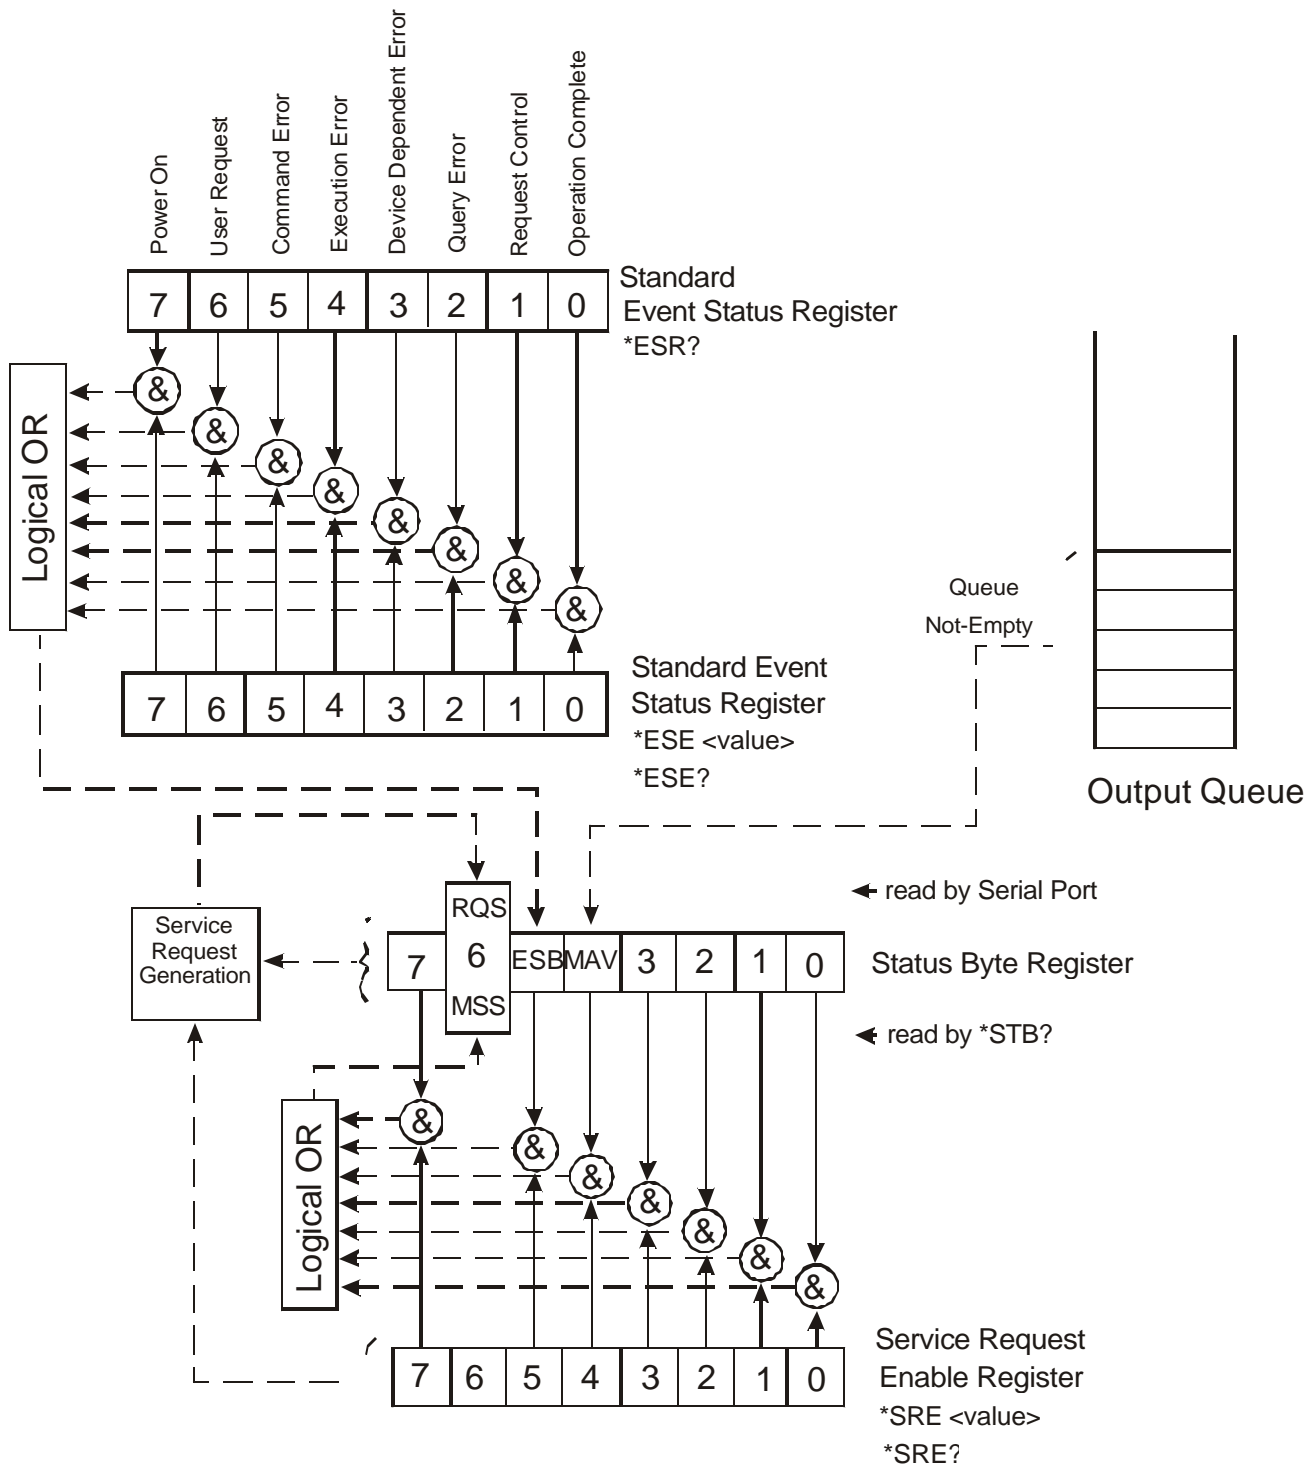 Power On
User Request
Command Error
Execution Error
Device Dependent Error
Query Error
Request Control
Operation Complete
7 6 5 4 3 2 1 0
Standard
Event Status Register
*ESR?
&
&
&
&
&
&
&
&
Logical OR
7 6 5 4 3 2 1 0
Standard Event
Status Register
*ESE <value>
*ESE?
Queue
Not-Empty
Output Queue
Service
Request
Generation
RQS
7 6 ESB MAV 3 2 1 0
MSS
read by Serial Port
Status Byte Register
read by *STB?
&
&
&
&
&
&
&
Logical OR
7 6 5 4 3 2 1 0
Service Request
Enable Register
*SRE <value>
*SRE?